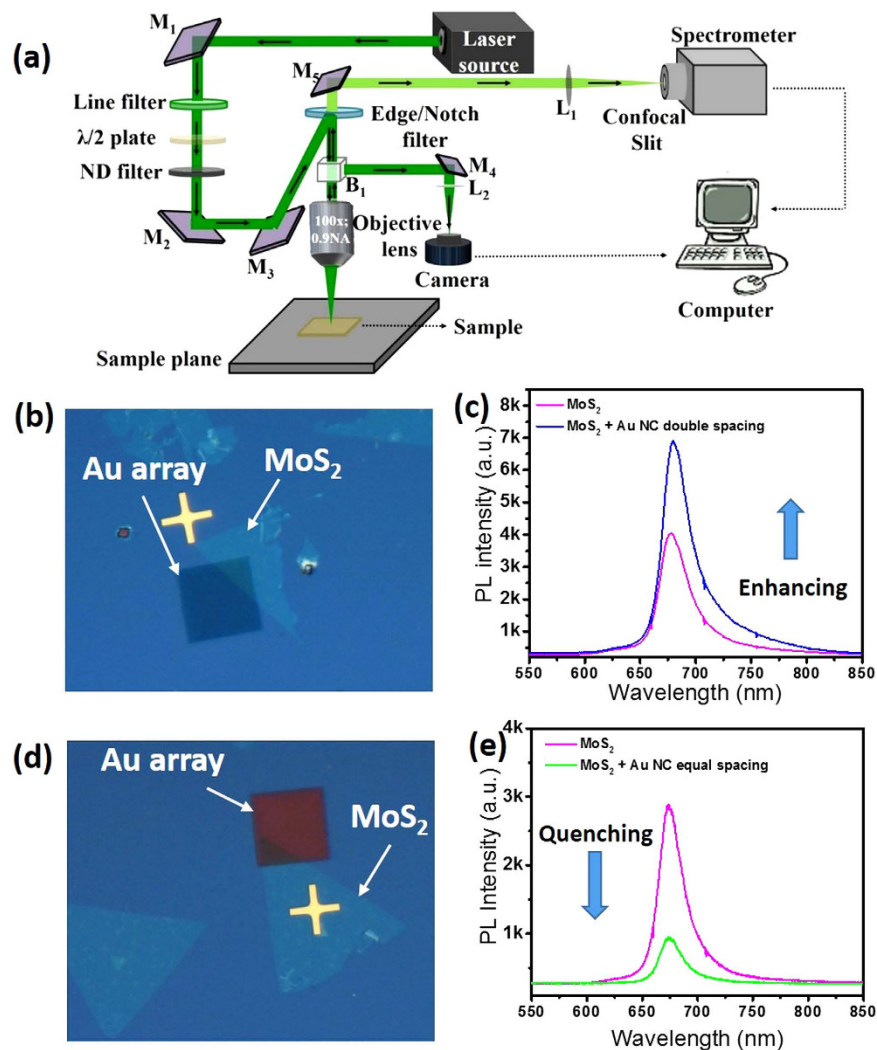 (a)
M₁
Laser
source
Spectrometer
M₅
Line filter
Edge/Notch
filter
L₁
Confocal
Slit
λ/2 plate
ND filter
B₁
M₄
L₂
M₂
M₃
100x;
0.9NA
Objective
lens
Camera
Computer
Sample
Sample plane
(b)
Au array
MoS₂
(c)
8k
7k
6k
5k
4k
3k
2k
1k
PL intensity (a.u.)
MoS₂
MoS₂ + Au NC double spacing
Enhancing
550 600 650 700 750 800 850
Wavelength (nm)
(d)
Au array
MoS₂
(e)
4k
3k
2k
1k
PL Intensity (a.u.)
MoS₂
MoS₂ + Au NC equal spacing
Quenching
550 600 650 700 750 800 850
Wavelength (nm)